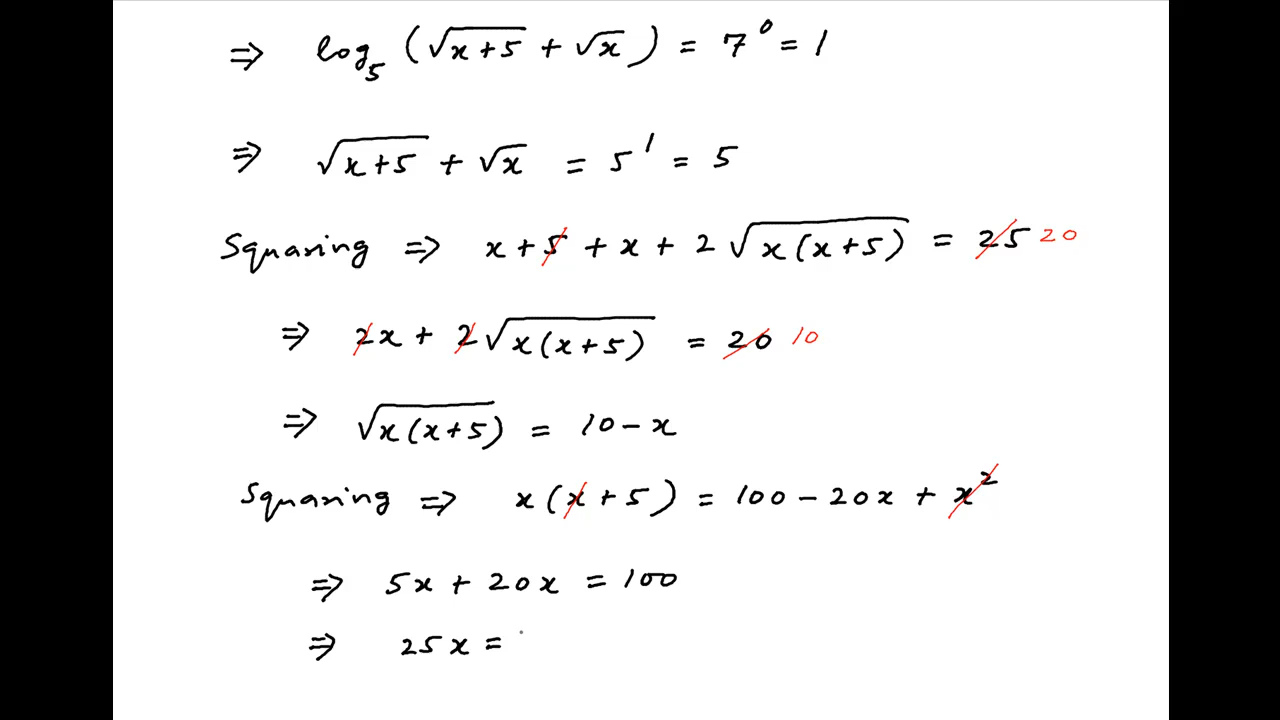 ⇒ log₅ (√(x+5) + √x) = 7⁰ = 1
⇒ √(x+5) + √x = 5¹ = 5
Squaring ⇒ x + 5 + x + 2√(x(x+5)) = 25 20
⇒ 2x + 2√(x(x+5)) = 20 10
⇒ √(x(x+5)) = 10 - x
Squaring ⇒ x(x+5) = 100 - 20x + x²
⇒ 5x + 20x = 100
⇒ 25x =